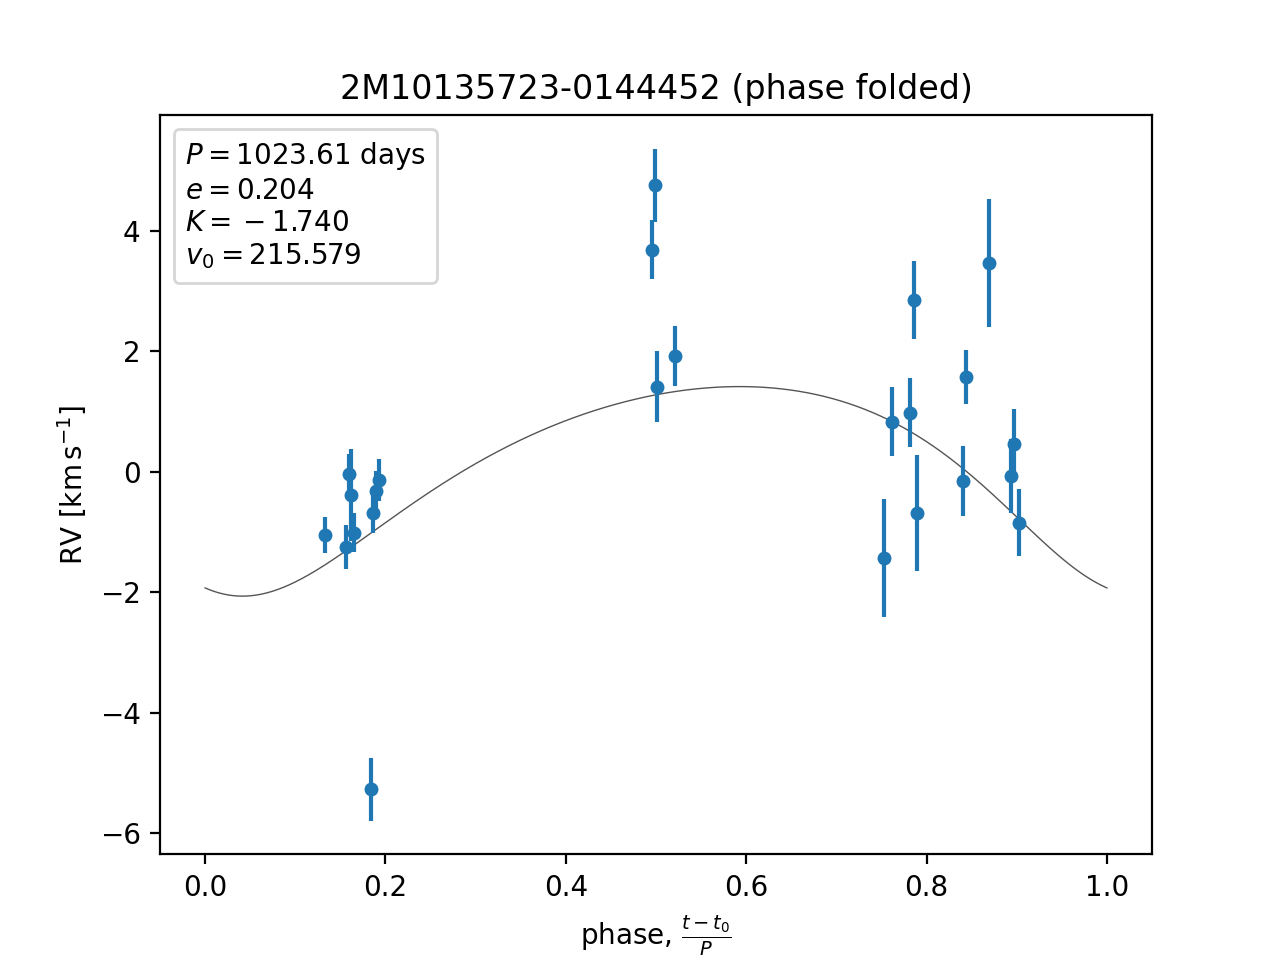 2M10135723-0144452 (phase folded)
P = 1023.61 days
e = 0.204
K = −1.740
v₀ = 215.579
RV [km s⁻¹]
4
2
0
−2
−4
−6
0.0 0.2 0.4 0.6 0.8 1.0
phase, (t − t₀)/P